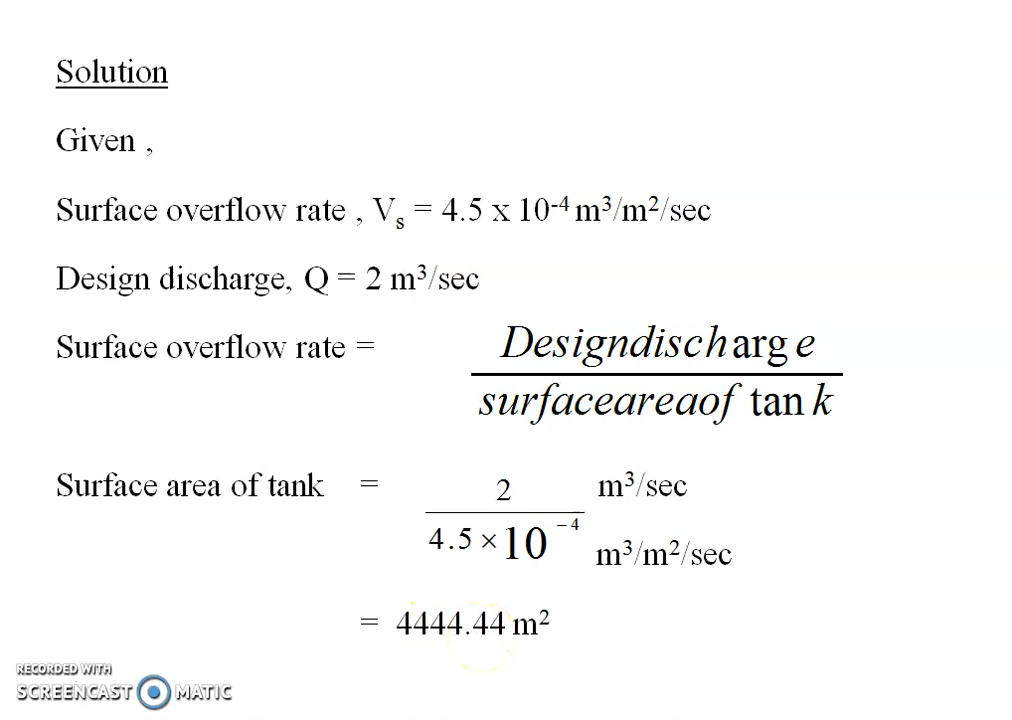 Solution
Given ,
Surface overflow rate , Vs = 4.5 x 10-4 m3/m2/sec
Design discharge, Q = 2 m3/sec
Surface overflow rate =
Designdischarge
surfaceareaof tank
Surface area of tank =
2
m3/sec
4.5 × 10 −4
m3/m2/sec
= 4444.44 m2
RECORDED WITH
SCREENCAST MATIC